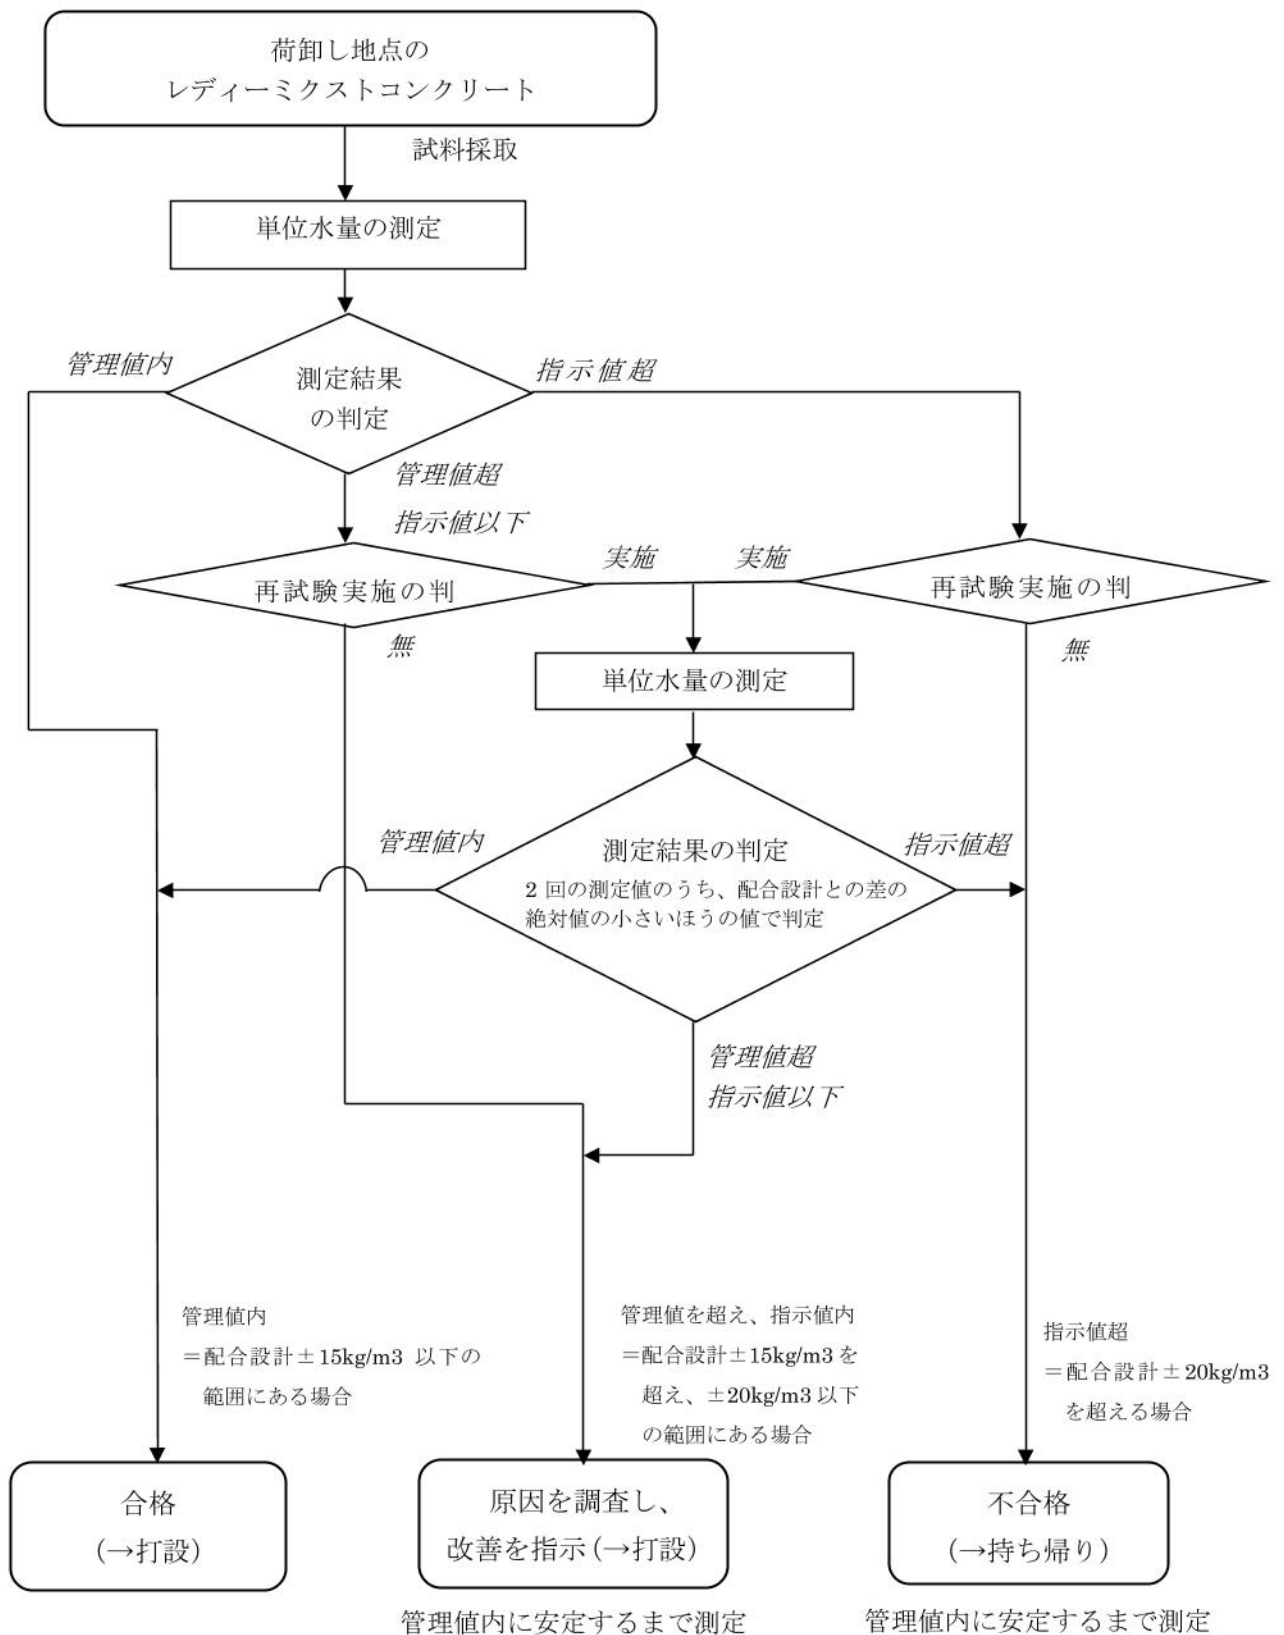 荷卸し地点の
レディーミクストコンクリート
試料採取
単位水量の測定
管理値内
測定結果
の判定
指示値超
管理値超
指示値以下
再試験実施の判
実施
実施
再試験実施の判
無
無
単位水量の測定
管理値内
測定結果の判定
2 回の測定値のうち、配合設計との差の
絶対値の小さいほうの値で判定
指示値超
管理値超
指示値以下
管理値内
＝配合設計±15kg/m3 以下の
範囲にある場合
管理値を超え、指示値内
＝配合設計±15kg/m3 を
超え、±20kg/m3 以下
の範囲にある場合
指示値超
＝配合設計±20kg/m3
を超える場合
合格
(→打設)
原因を調査し、
改善を指示(→打設)
不合格
(→持ち帰り)
管理値内に安定するまで測定
管理値内に安定するまで測定